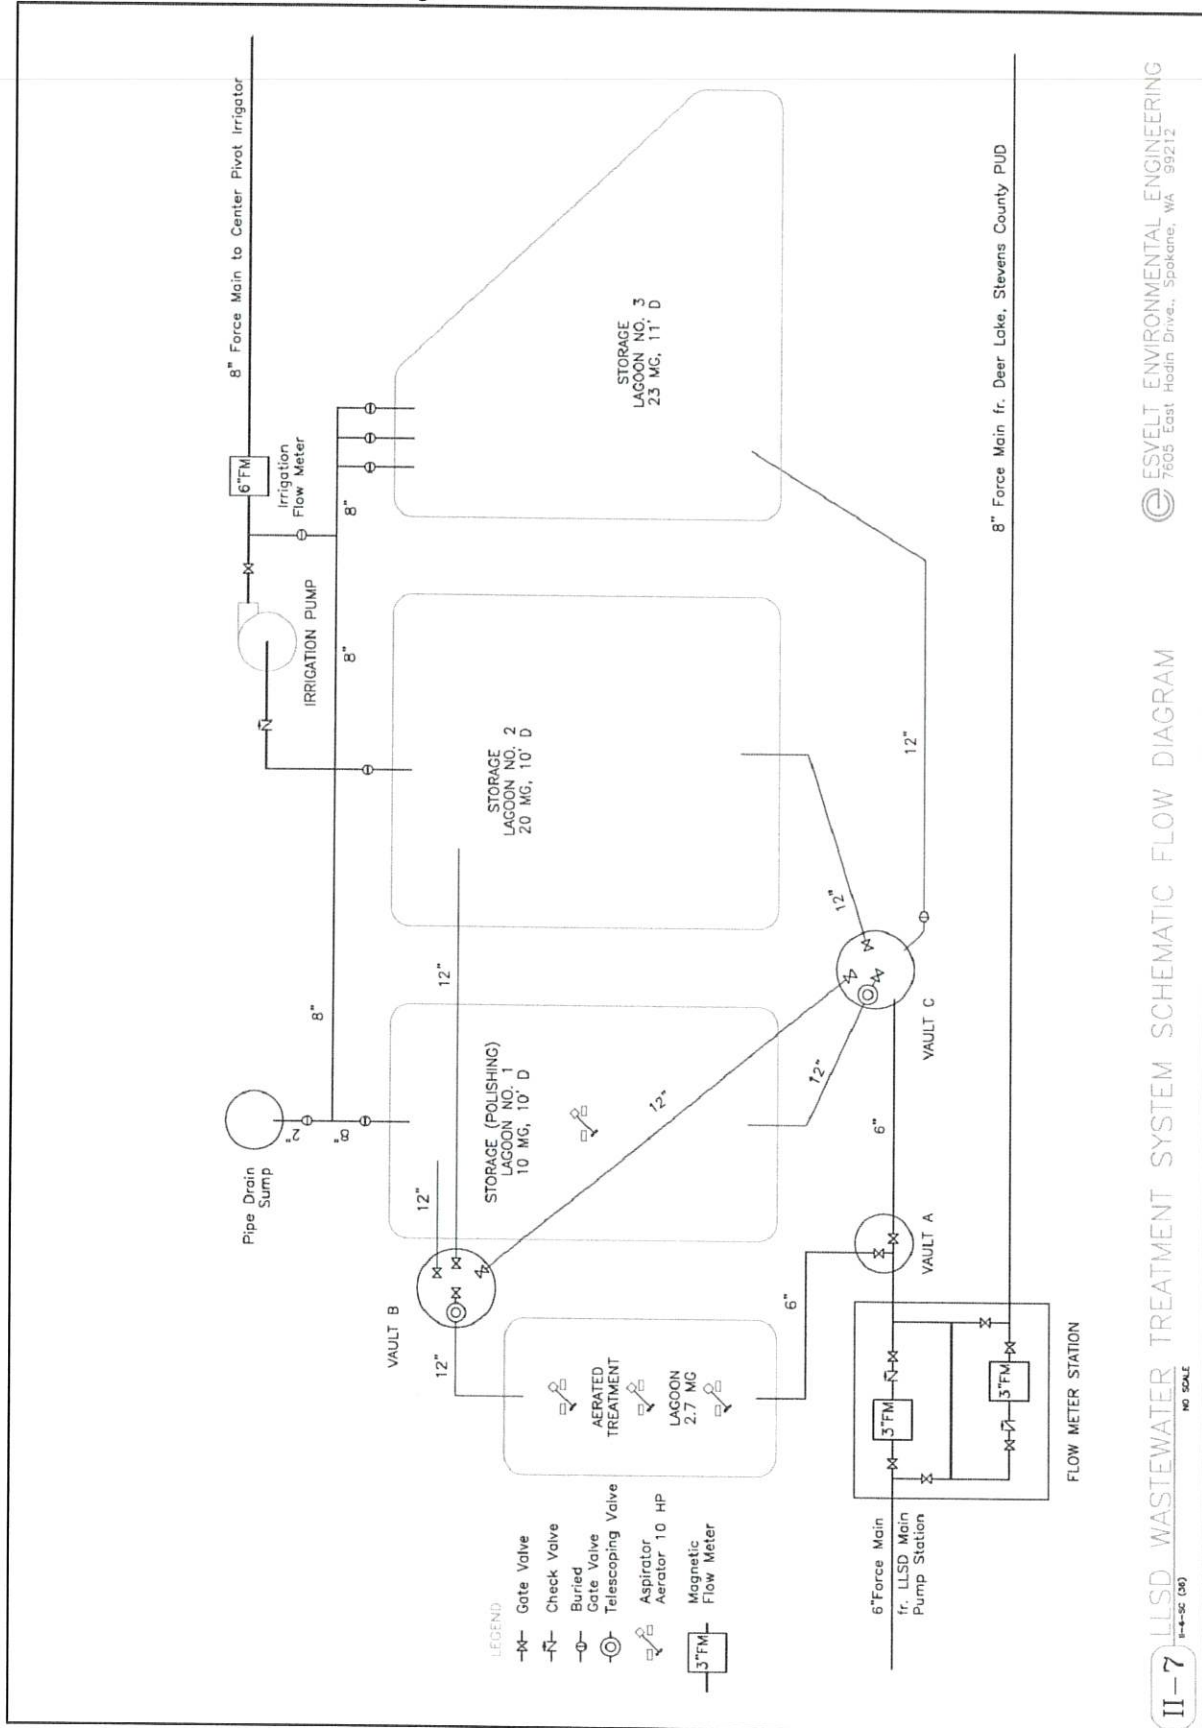 8" Force Main to Center Pivot Irrigator
6"FM
Irrigation
Flow Meter
8"
IRRIGATION PUMP
8"
8"
Pipe Drain
Sump
2"
8"
STORAGE
LAGOON NO. 3
23 MG, 11' D
STORAGE
LAGOON NO. 2
20 MG, 10' D
STORAGE (POLISHING)
LAGOON NO. 1
10 MG, 10' D
12"
12"
VAULT B
12"
12"
12"
12"
12"
VAULT C
6"
VAULT A
6"
AERATED
TREATMENT
LAGOON
2.7 MG
8" Force Main fr. Deer Lake, Stevens County PUD
3"FM
3"FM
FLOW METER STATION
6"Force Main
fr. LLSD Main
Pump Station
LEGEND
Gate Valve
Check Valve
Buried
Gate Valve
Telescoping Valve
Aspirator
Aerator 10 HP
3"FM
Magnetic
Flow Meter
II-7
LLSD WASTEWATER TREATMENT SYSTEM SCHEMATIC FLOW DIAGRAM
II-4-SC (36)
NO SCALE
e ESVELT ENVIRONMENTAL ENGINEERING
7605 East Hodin Drive., Spokane, WA 99212